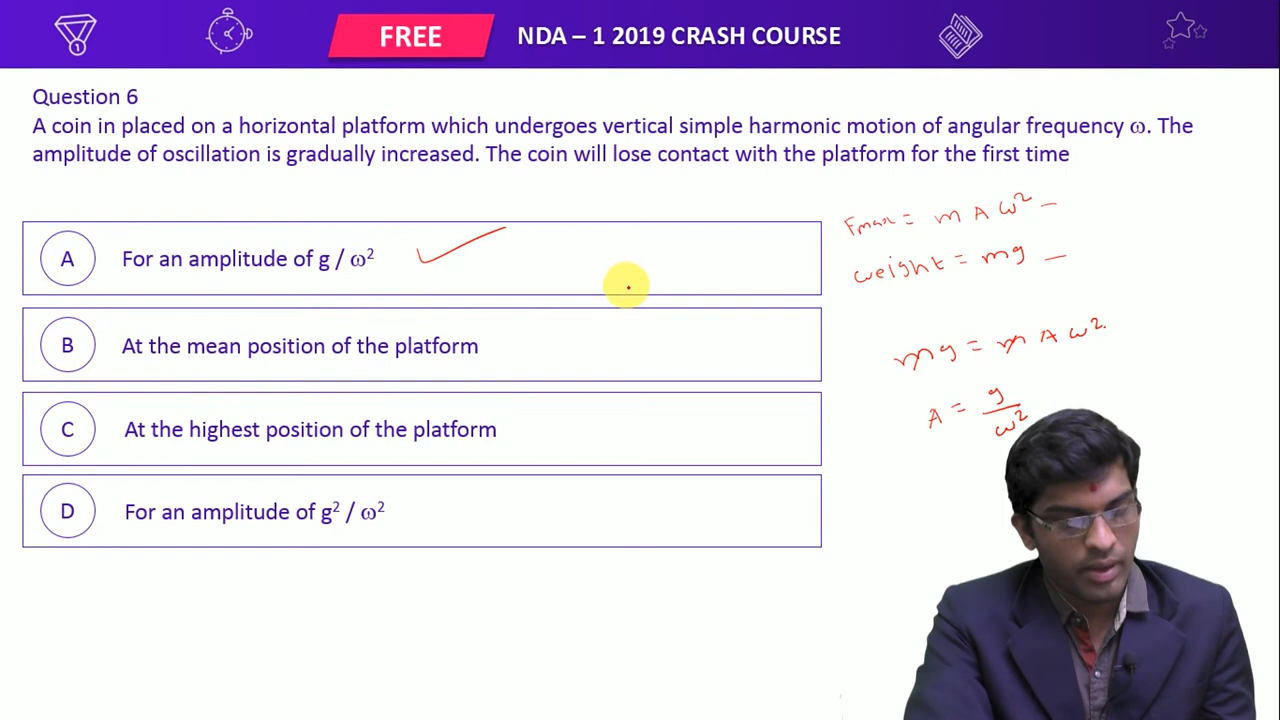 FREE
NDA – 1 2019 CRASH COURSE
Question 6
A coin in placed on a horizontal platform which undergoes vertical simple harmonic motion of angular frequency ω. The
amplitude of oscillation is gradually increased. The coin will lose contact with the platform for the first time
A For an amplitude of g / ω²
B At the mean position of the platform
C At the highest position of the platform
D For an amplitude of g² / ω²
Fmax = m A ω² –
weight = mg –
mg = m A ω²
A = g/ω²